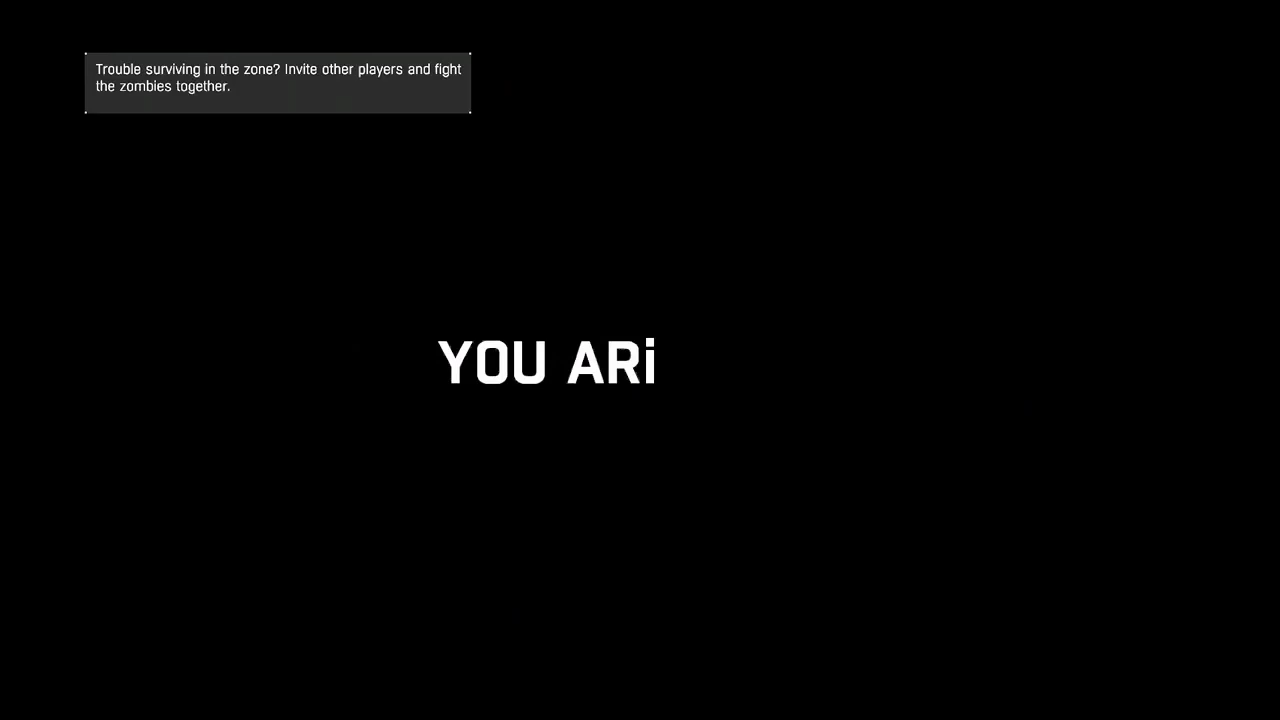 Trouble surviving in the zone? Invite other players and fight
the zombies together.
YOU ARi